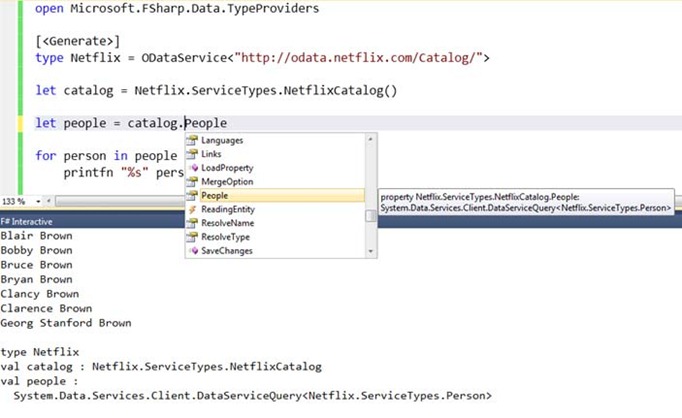 open Microsoft.FSharp.Data.TypeProviders
[<Generate>]
type Netflix = ODataService<"http://odata.netflix.com/Catalog/">
let catalog = Netflix.ServiceTypes.NetflixCatalog()
let people = catalog.People
Languages
Links
for person in people
LoadProperty
printfn "%s" pers
MergeOption
133 %
People
property Netflix.ServiceTypes.NetflixCatalog.People:
System.Data.Services.Client.DataServiceQuery<Netflix.ServiceTypes.Person>
ReadingEntity
F# Interactive
ResolveName
ResolveType
SaveChanges
Blair Brown
Bobby Brown
Bruce Brown
Bryan Brown
Clancy Brown
Clarence Brown
Georg Stanford Brown
type Netflix
val catalog : Netflix.ServiceTypes.NetflixCatalog
val people :
System.Data.Services.Client.DataServiceQuery<Netflix.ServiceTypes.Person>